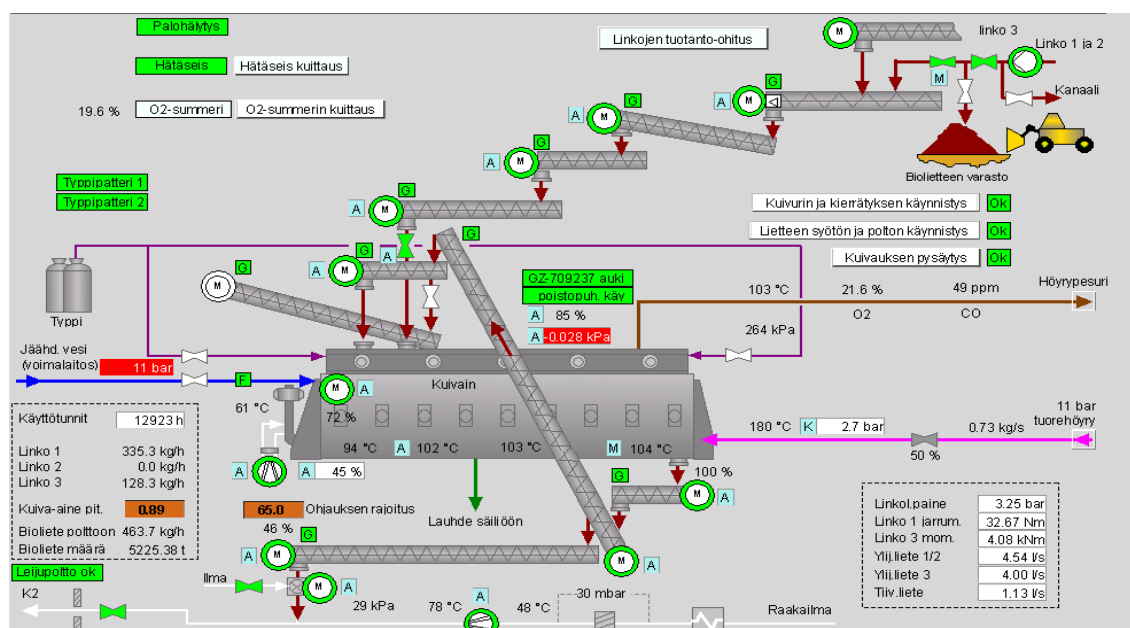 Palohälytys
Linkojen tuotanto-ohitus
M
linko 3
Linko 1 ja 2
Hätäseis
Hätäseis kuittaus
M
Kanaali
19.6 %
O2-summeri
O2-summerin kuittaus
A
M
G
A
M
G
A
M
G
Biolietteen varasto
Typpipatteri 1
Typpipatteri 2
A
M
G
Kuivurin ja kierrätyksen käynnistys
Ok
Lietteen syötön ja polton käynnistys
Ok
Kuivauksen pysäytys
Ok
G
A
A
M
G
M
G
GZ-709237 auki
poistopuh. käv
A
85 %
A
-0.028 kPa
103 °C
21.6 %
49 ppm
Höyrypesuri
O2
CO
264 kPa
Typpi
Jäähd. vesi
(voimalaitos)
11 bar
F
M
A
Kuivain
72 %
61 °C
94 °C
A
102 °C
103 °C
M
104 °C
180 °C
K
2.7 bar
0.73 kg/s
11 bar
tuorehöyry
50 %
100 %
A
A
45 %
Käyttötunnit
12923 h
Linko 1
335.3 kg/h
Linko 2
0.0 kg/h
Linko 3
128.3 kg/h
Kuiva-aine pit.
0.89
Bioliete polttoon
463.7 kg/h
Bioliete määrä
5225.38 t
65.0
Ohjauksen rajoitus
46 %
Lauhde säiliöön
G
M
A
G
A
M
M
A
Linkol.paine
3.25 bar
Linko 1 jarrum.
32.67 Nm
Linko 3 mom.
4.08 kNm
Ylij.liete 1/2
4.54 l/s
Ylij.liete 3
4.00 l/s
Tiiv.liete
1.13 l/s
Leijupoltto ok
Ilma
M
A
K2
29 kPa
78 °C
A
48 °C
30 mbar
Raakailma